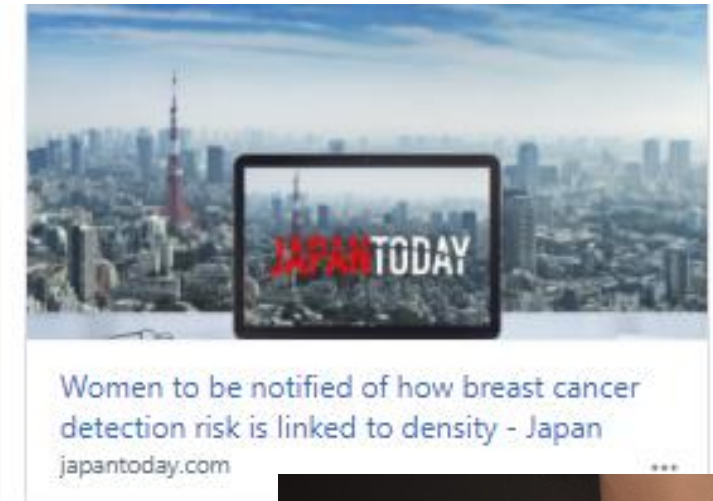 JAPANTODAY
Women to be notified of how breast cancer
detection risk is linked to density - Japan
japantoday.com